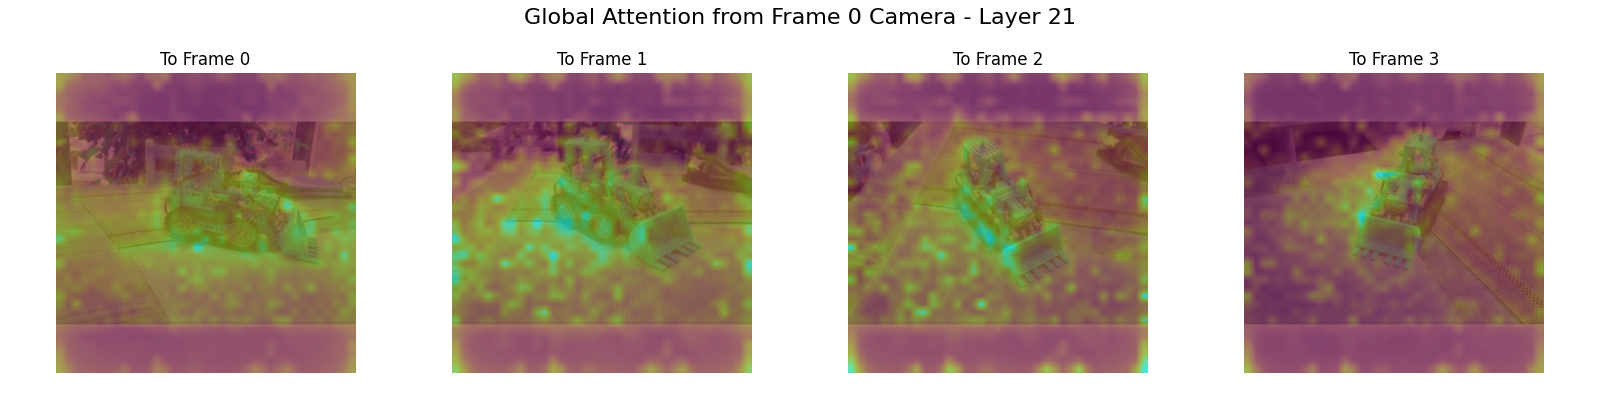 Global Attention from Frame 0 Camera - Layer 21
To Frame 0
To Frame 1
To Frame 2
To Frame 3